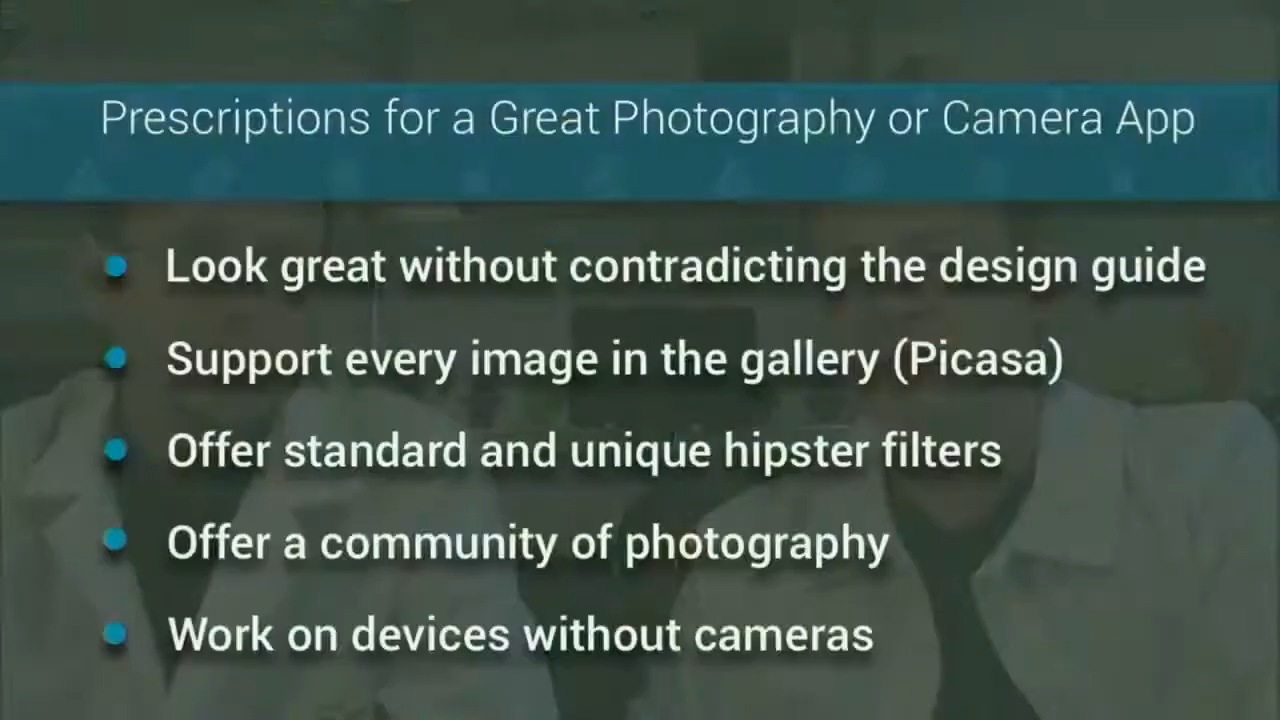 Prescriptions for a Great Photography or Camera App
Look great without contradicting the design guide
Support every image in the gallery (Picasa)
Offer standard and unique hipster filters
Offer a community of photography
Work on devices without cameras